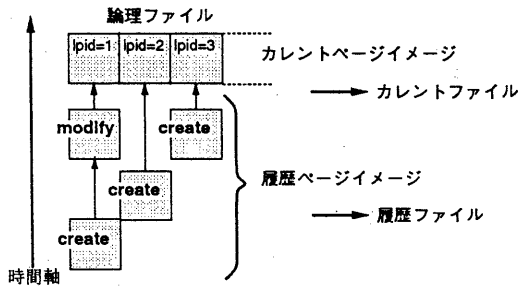 論理ファイル
lpid=1 lpid=2 lpid=3
カレントページイメージ
カレントファイル
modify
create
create
履歴ページイメージ
履歴ファイル
create
時間軸